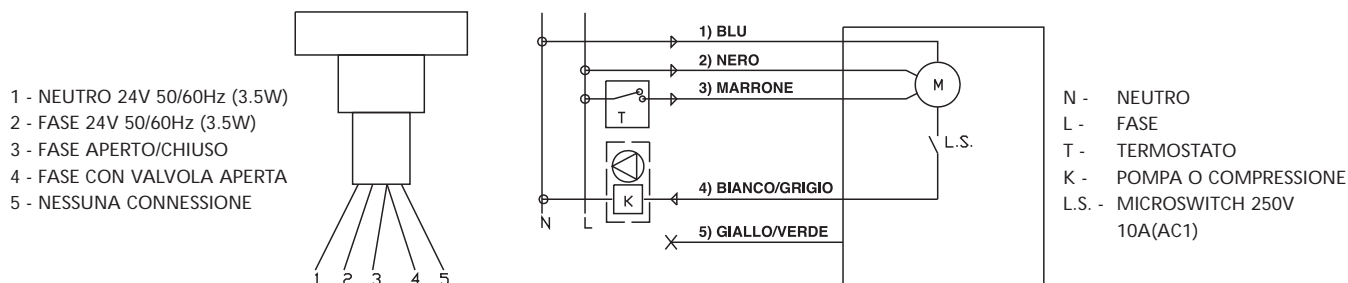 1 - NEUTRO 24V 50/60Hz (3.5W)
2 - FASE 24V 50/60Hz (3.5W)
3 - FASE APERTO/CHIUSO
4 - FASE CON VALVOLA APERTA
5 - NESSUNA CONNESSIONE
1 2 3 4 5
1) BLU
2) NERO
3) MARRONE
T
M
L.S.
4) BIANCO/GRIGIO
K
N L
5) GIALLO/VERDE
N - NEUTRO
L - FASE
T - TERMOSTATO
K - POMPA O COMPRESSIONE
L.S. - MICROSWITCH 250V
10A(AC1)